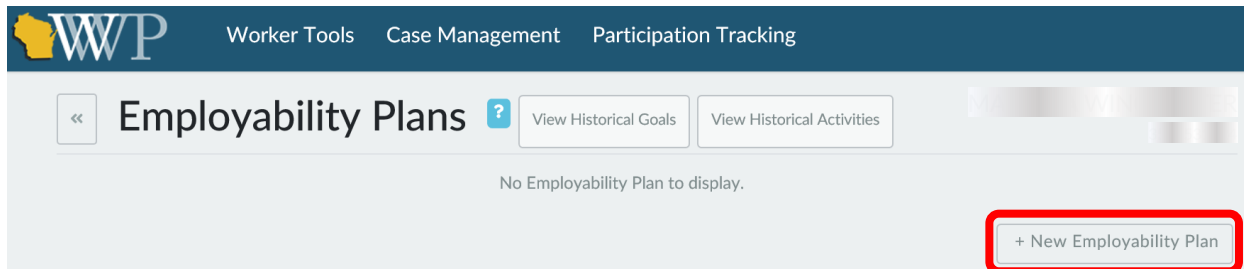 WWP Worker Tools Case Management Participation Tracking
« Employability Plans ? View Historical Goals View Historical Activities
No Employability Plan to display.
+ New Employability Plan